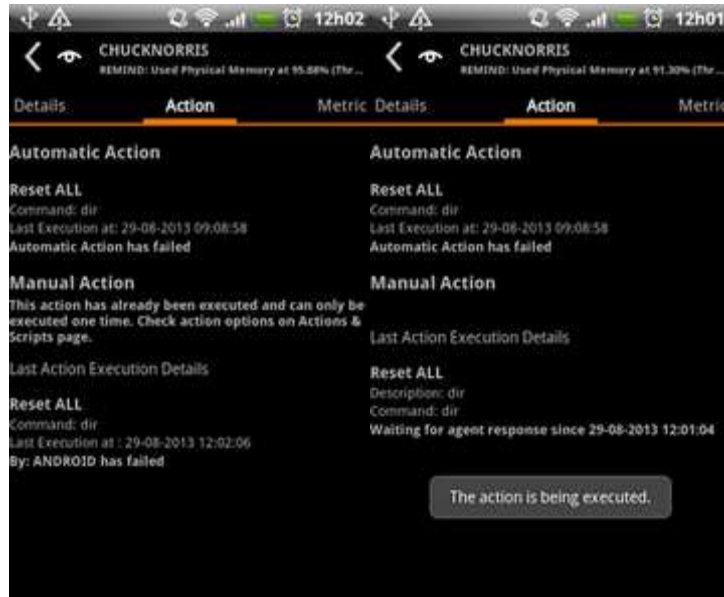 12h02
CHUCKNORRIS
REMIND: Used Physical Memory at 95.88% (Thr...
Details Action Metric
Automatic Action
Reset ALL
Command: dir
Last Execution at: 29-08-2013 09:08:58
Automatic Action has failed
Manual Action
This action has already been executed and can only be
executed one time. Check action options on Actions &
Scripts page.
Last Action Execution Details
Reset ALL
Command: dir
Last Execution at : 29-08-2013 12:02:06
By: ANDROID has failed
12h01
CHUCKNORRIS
REMIND: Used Physical Memory at 91.30% (Thr...
Details Action Metric
Automatic Action
Reset ALL
Command: dir
Last Execution at: 29-08-2013 09:08:58
Automatic Action has failed
Manual Action
Last Action Execution Details
Reset ALL
Description: dir
Command: dir
Waiting for agent response since 29-08-2013 12:01:04
The action is being executed.